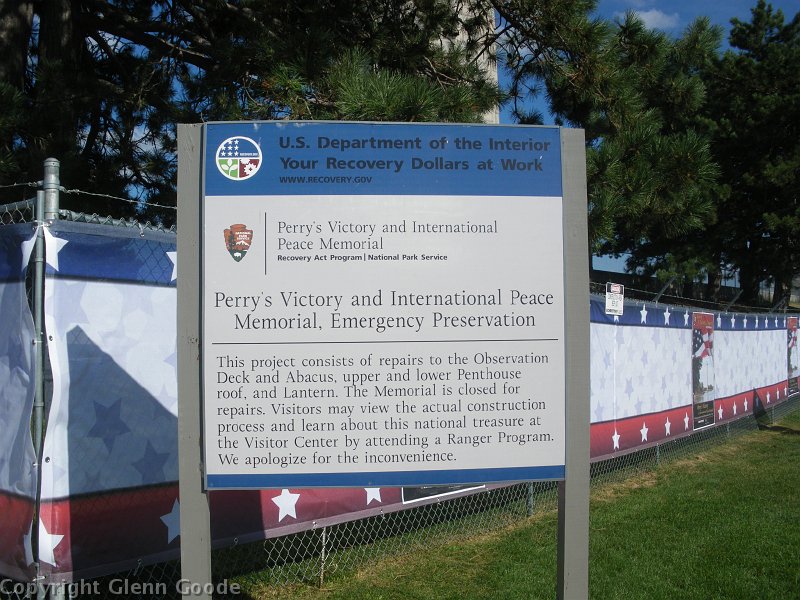 U.S. Department of the Interior
Your Recovery Dollars at Work
WWW.RECOVERY.GOV
Perry's Victory and International
Peace Memorial
Recovery Act Program | National Park Service
Perry's Victory and International Peace
Memorial, Emergency Preservation
This project consists of repairs to the Observation
Deck and Abacus, upper and lower Penthouse
roof, and Lantern. The Memorial is closed for
repairs. Visitors may view the actual construction
process and learn about this national treasure at
the Visitor Center by attending a Ranger Program.
We apologize for the inconvenience.
Copyright Glenn Goode